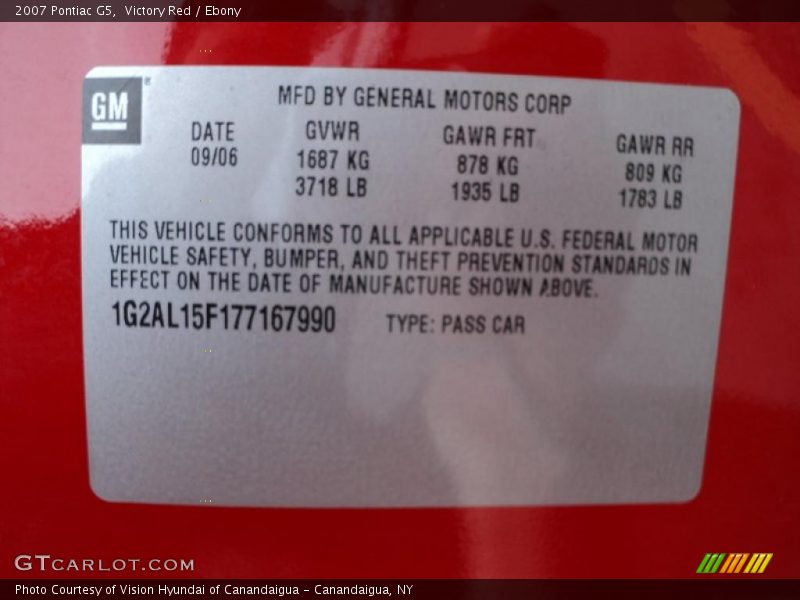 2007 Pontiac G5,  Victory Red / Ebony
GM
®
MFD BY GENERAL MOTORS CORP
DATE GVWR GAWR FRT GAWR RR
09/06 1687 KG 878 KG 809 KG
3718 LB 1935 LB 1783 LB
THIS VEHICLE CONFORMS TO ALL APPLICABLE U.S. FEDERAL MOTOR
VEHICLE SAFETY, BUMPER, AND THEFT PREVENTION STANDARDS IN
EFFECT ON THE DATE OF MANUFACTURE SHOWN ABOVE.
1G2AL15F177167990 TYPE: PASS CAR
GTCARLOT.COM
Photo Courtesy of Vision Hyundai of Canandaigua - Canandaigua, NY